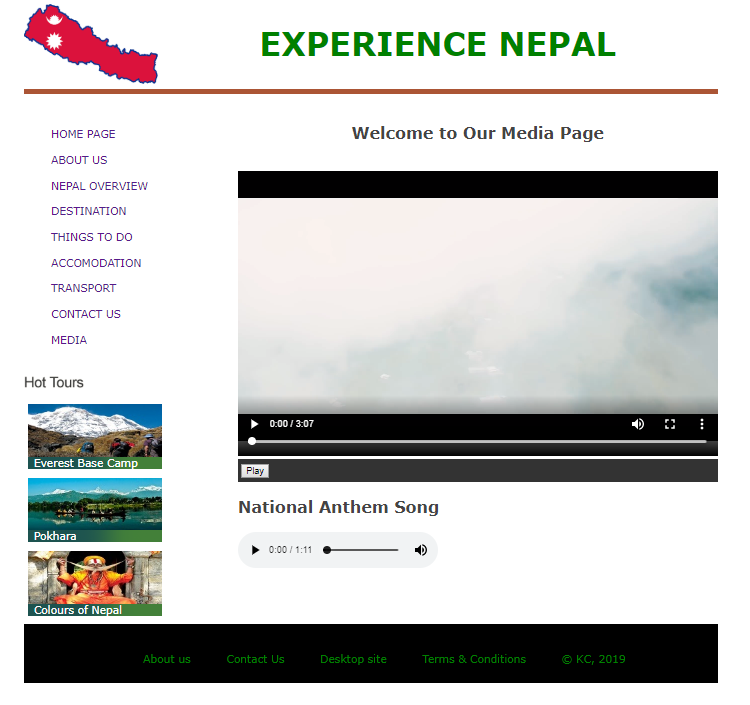 EXPERIENCE NEPAL
HOME PAGE
ABOUT US
NEPAL OVERVIEW
DESTINATION
THINGS TO DO
ACCOMODATION
TRANSPORT
CONTACT US
MEDIA
Hot Tours
Everest Base Camp
Pokhara
Colours of Nepal
Welcome to Our Media Page
0:00 / 3:07
Play
National Anthem Song
0:00 / 1:11
About us Contact Us Desktop site Terms & Conditions © KC, 2019